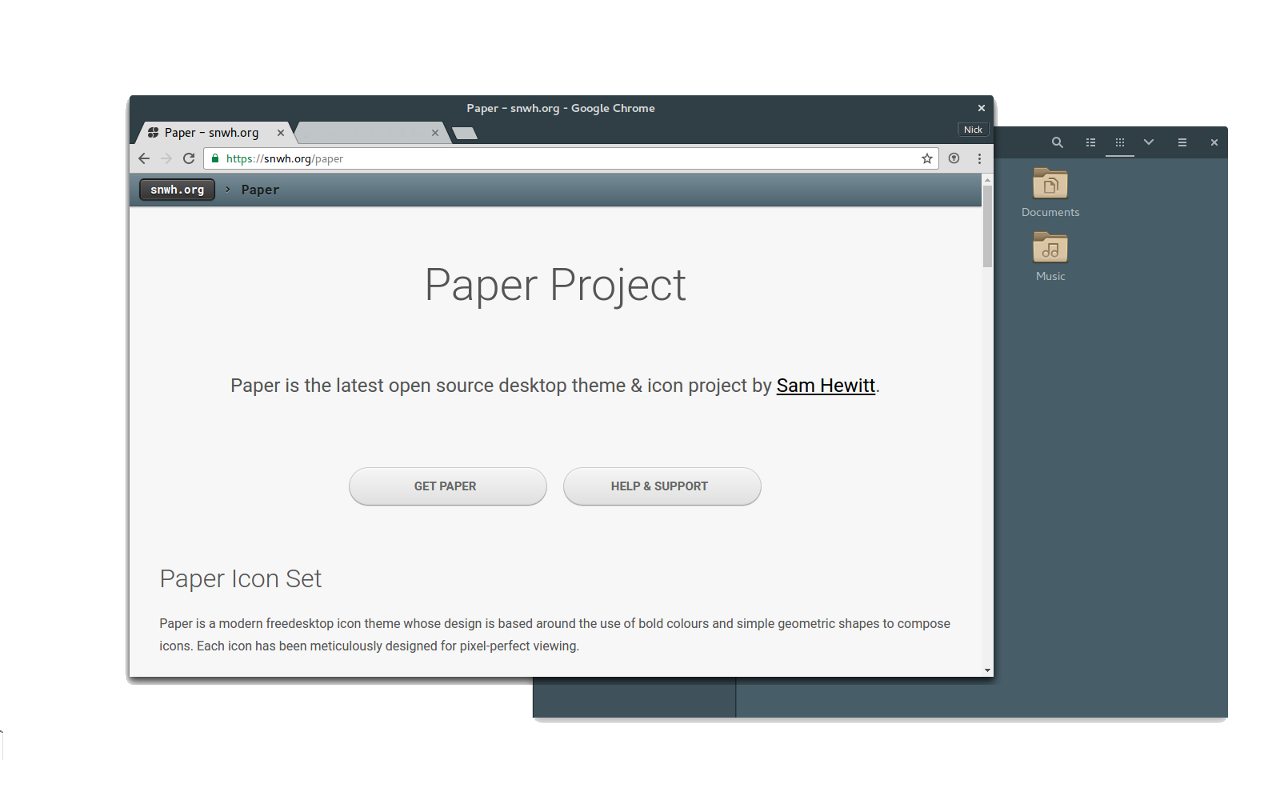 Paper – snwh.org - Google Chrome
Paper – snwh.org
Nick
https://snwh.org/paper
snwh.org › Paper
Paper Project
Paper is the latest open source desktop theme & icon project by Sam Hewitt.
GET PAPER
HELP & SUPPORT
Paper Icon Set
Paper is a modern freedesktop icon theme whose design is based around the use of bold colours and simple geometric shapes to compose
icons. Each icon has been meticulously designed for pixel-perfect viewing.
Documents
Music